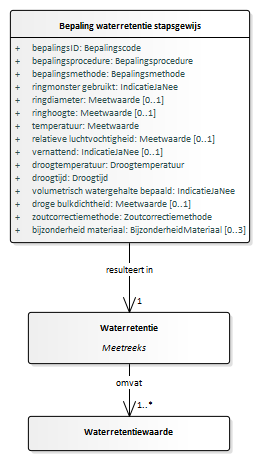 Bepaling waterretentie stapsgewijs
+ bepalingsID: Bepalingscode
+ bepalingsprocedure: Bepalingsprocedure
+ bepalingsmethode: Bepalingsmethode
+ ringmonster gebruikt: IndicatieJaNee
+ ringdiameter: Meetwaarde [0..1]
+ ringhoogte: Meetwaarde [0..1]
+ temperatuur: Meetwaarde
+ relatieve luchtvochtigheid: Meetwaarde [0..1]
+ vernattend: IndicatieJaNee [0..1]
+ droogtemperatuur: Droogtemperatuur
+ droogtijd: Droogtijd
+ volumetrisch watergehalte bepaald: IndicatieJaNee
+ droge bulkdichtheid: Meetwaarde [0..1]
+ zoutcorrectiemethode: Zoutcorrectiemethode
+ bijzonderheid materiaal: BijzonderheidMateriaal [0..3]
resulteert in
1
Waterretentie
Meetreeks
omvat
1..*
Waterretentiewaarde